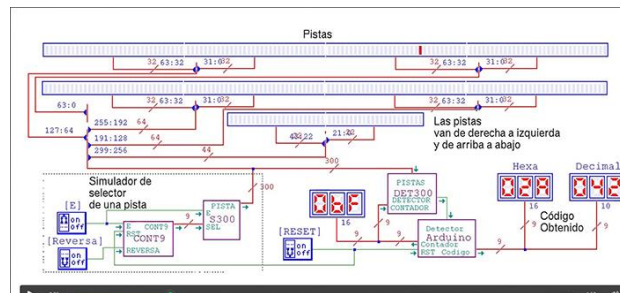 Pistas
32 63:32 31:0 32 32 63:32 31:0 32
32 63:32 31:0 32 32 63:32 31:0 32
63:0
255:192 64
127:64
191:128 64
299:256 44
43:22 22 21:0 22
300
Las pistas
van de derecha a izquierda
y de arriba a abajo
Simulador de
selector
de una pista
[E]
on
off
[Reversa]
on
off
E CONT9
RST
CONT9
REVERSA
9
PISTA
E
S300
SEL
300
0bF
16
[RESET]
on
off
9
PISTAS
DET300
DETECTOR
CONTADOR
9
Detector
Arduino
Contador
RST Codigo
9
Hexa
02A
16
9
Decimal
042
10
9
Código
Obtenido